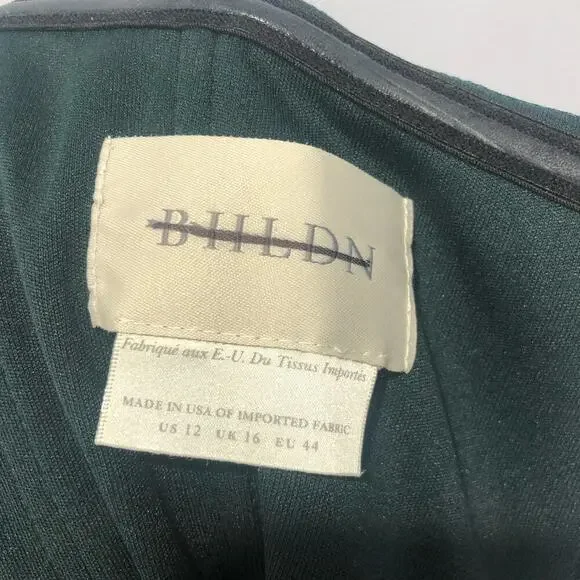 BHLDN
Fabriqué aux E.-U. Du Tissus Importés
MADE IN USA OF IMPORTED FABRIC
US 12 UK 16 EU 44